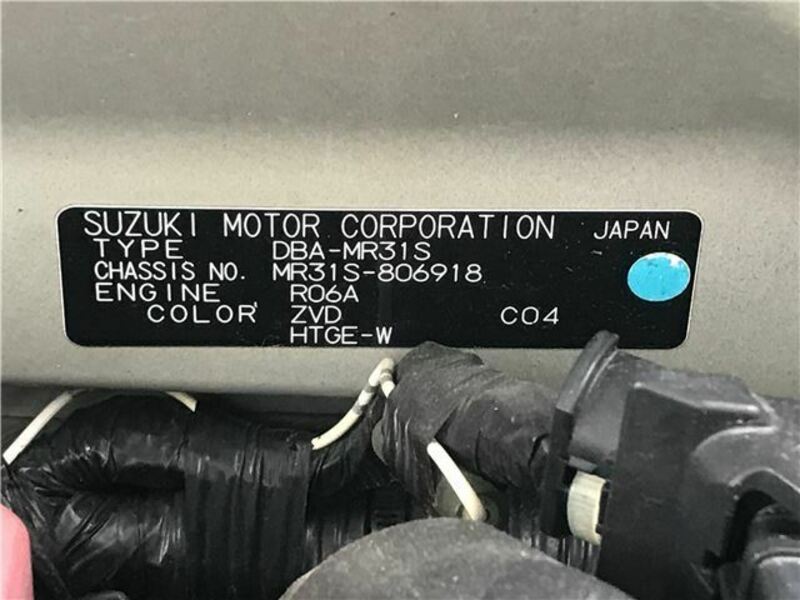 SUZUKI MOTOR CORPORATION JAPAN
TYPE DBA-MR31S
CHASSIS NO. MR31S-806918
ENGINE R06A
COLOR ZVD C04
HTGE-W